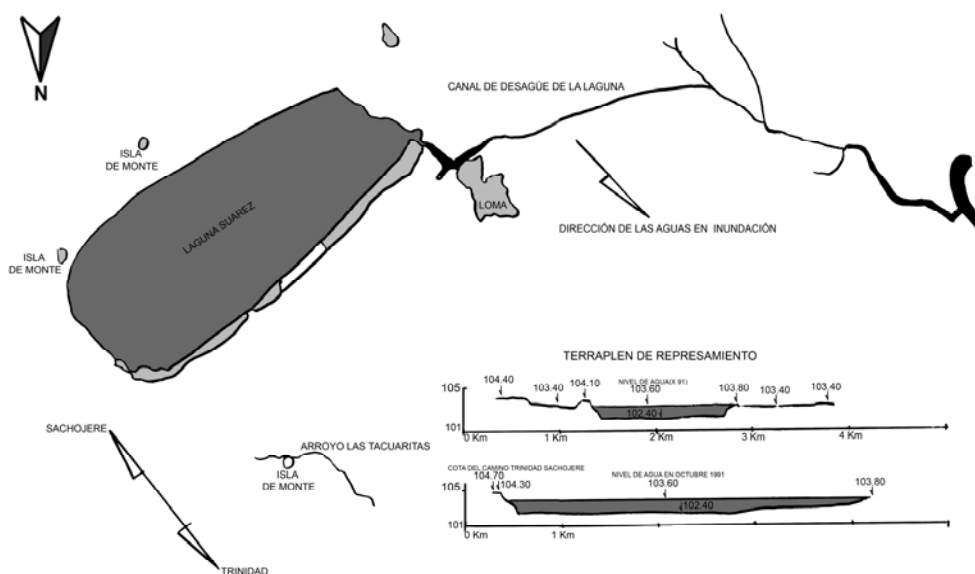 N
CANAL DE DESAGÜE DE LA LAGUNA
ISLA
DE MONTE
LAGUNA SUAREZ
LOMA
DIRECCIÓN DE LAS AGUAS EN INUNDACIÓN
ISLA
DE MONTE
TERRAPLEN DE REPRESAMIENTO
NIVEL DE AGUA(X 91)
104.40 103.40 104.10 103.60 103.80 103.40 103.40
105
102.40
101
0 Km 1 Km 2 Km 3 Km 4 Km
SACHOJERE
ARROYO LAS TACUARITAS
ISLA
DE MONTE
TRINIDAD
COTA DEL CAMINO TRINIDAD SACHOJERE NIVEL DE AGUA EN OCTUBRE 1991
104.70 104.30 103.60 103.80
105
102.40
101
0 Km 1 Km